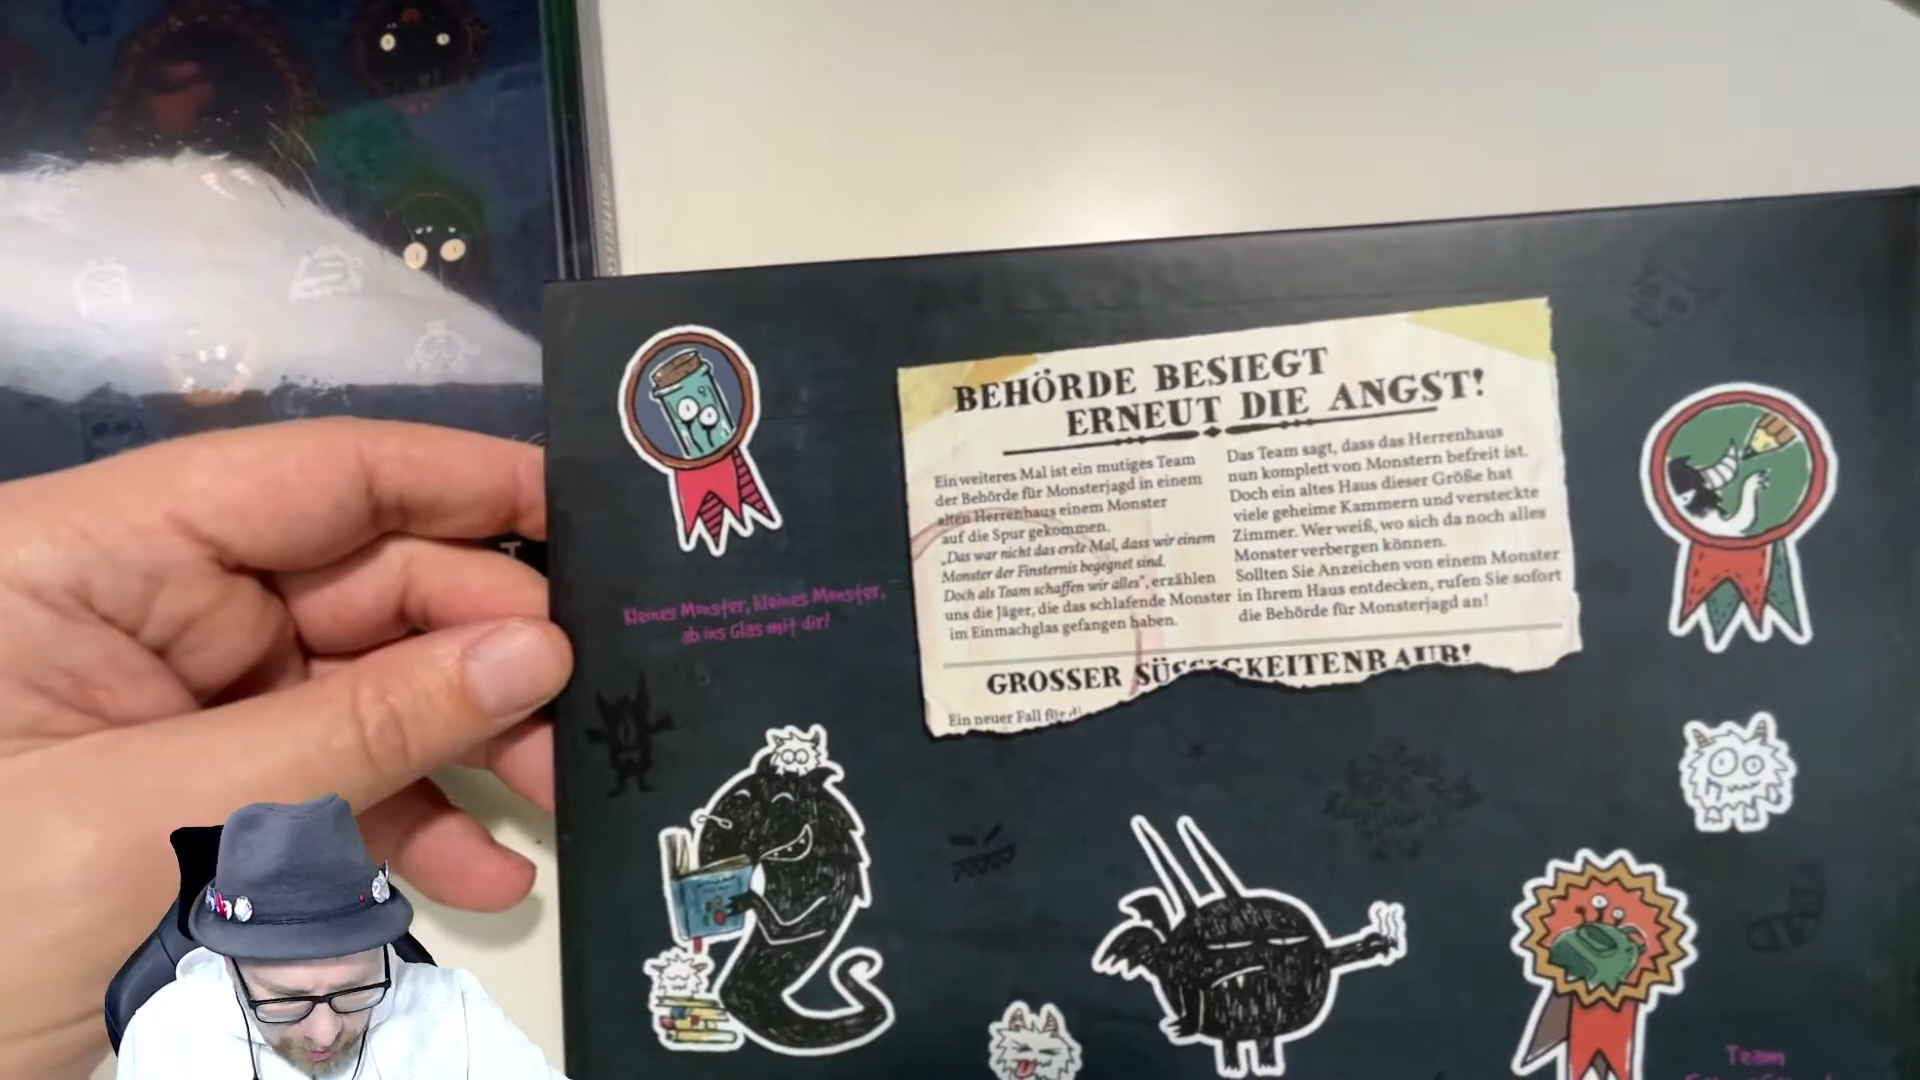 BEHÖRDE BESIEGT
ERNEUT DIE ANGST!
Ein weiteres Mal ist ein mutiges Team
der Behörde für Monsterjagd in einem
alten Herrenhaus einem Monster
auf die Spur gekommen.
„Das war nicht das erste Mal, dass wir einem
Monster der Finsternis begegnet sind.
Doch als Team schaffen wir alles", erzählen
uns die Jäger, die das schlafende Monster
im Einmachglas gefangen haben.
Das Team sagt, dass das Herrenhaus
nun komplett von Monstern befreit ist.
Doch ein altes Haus dieser Größe hat
viele geheime Kammern und versteckte
Zimmer. Wer weiß, wo sich da noch alles
Monster verbergen können.
Sollten Sie Anzeichen von einem Monster
in Ihrem Haus entdecken, rufen Sie sofort
die Behörde für Monsterjagd an!
GROSSER SÜSSIGKEITENRAUB!
Ein neuer Fall für
Kleines Monster, kleines Monster,
ab ins Glas mit dir!
Team